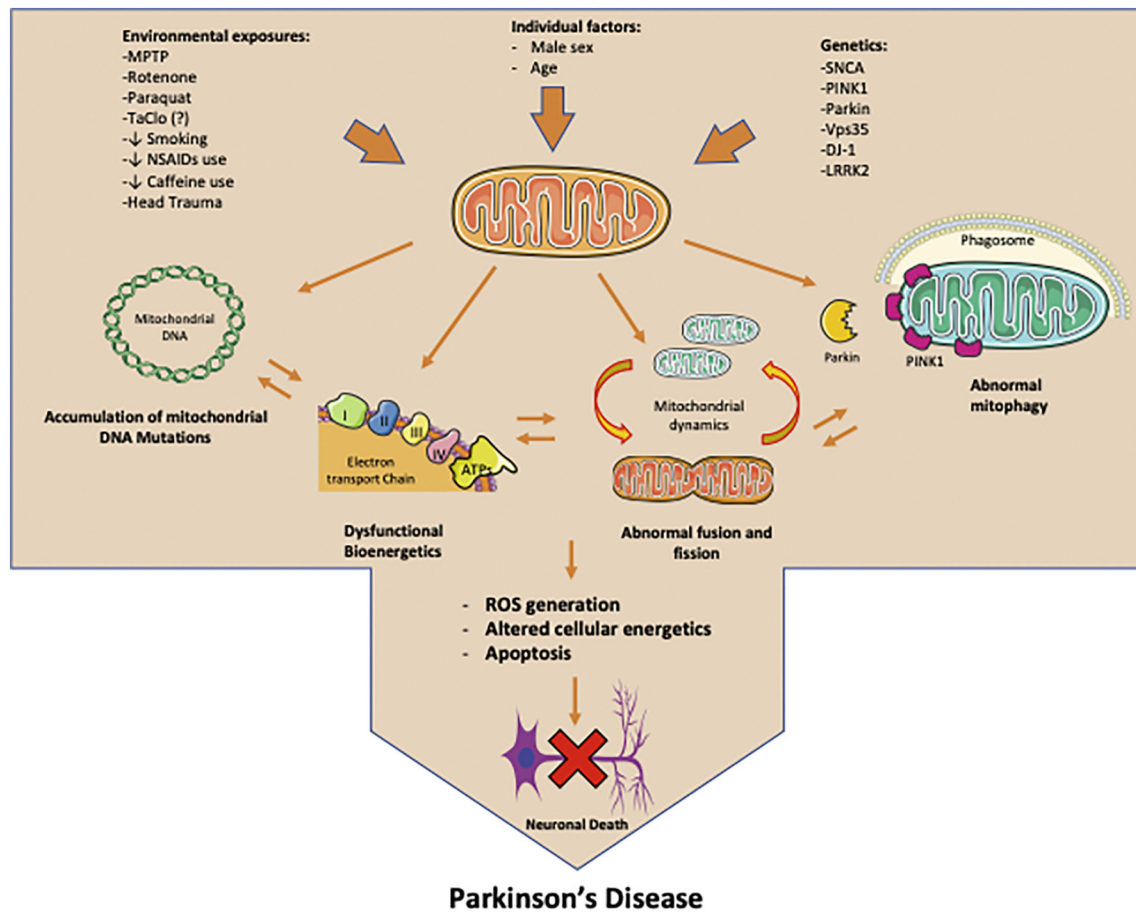 Environmental exposures:
-MPTP
-Rotenone
-Paraquat
-TaClo (?)
-↓ Smoking
-↓ NSAIDs use
-↓ Caffeine use
-Head Trauma
Individual factors:
- Male sex
- Age
Genetics:
-SNCA
-PINK1
-Parkin
-Vps35
-DJ-1
-LRRK2
Mitochondrial
DNA
Accumulation of mitochondrial
DNA Mutations
I
II
III
IV
ATPs
Electron
transport Chain
Dysfunctional
Bioenergetics
Mitochondrial
dynamics
Abnormal fusion and
fission
Phagosome
Parkin
PINK1
Abnormal
mitophagy
- ROS generation
- Altered cellular energetics
- Apoptosis
Neuronal Death
Parkinson's Disease